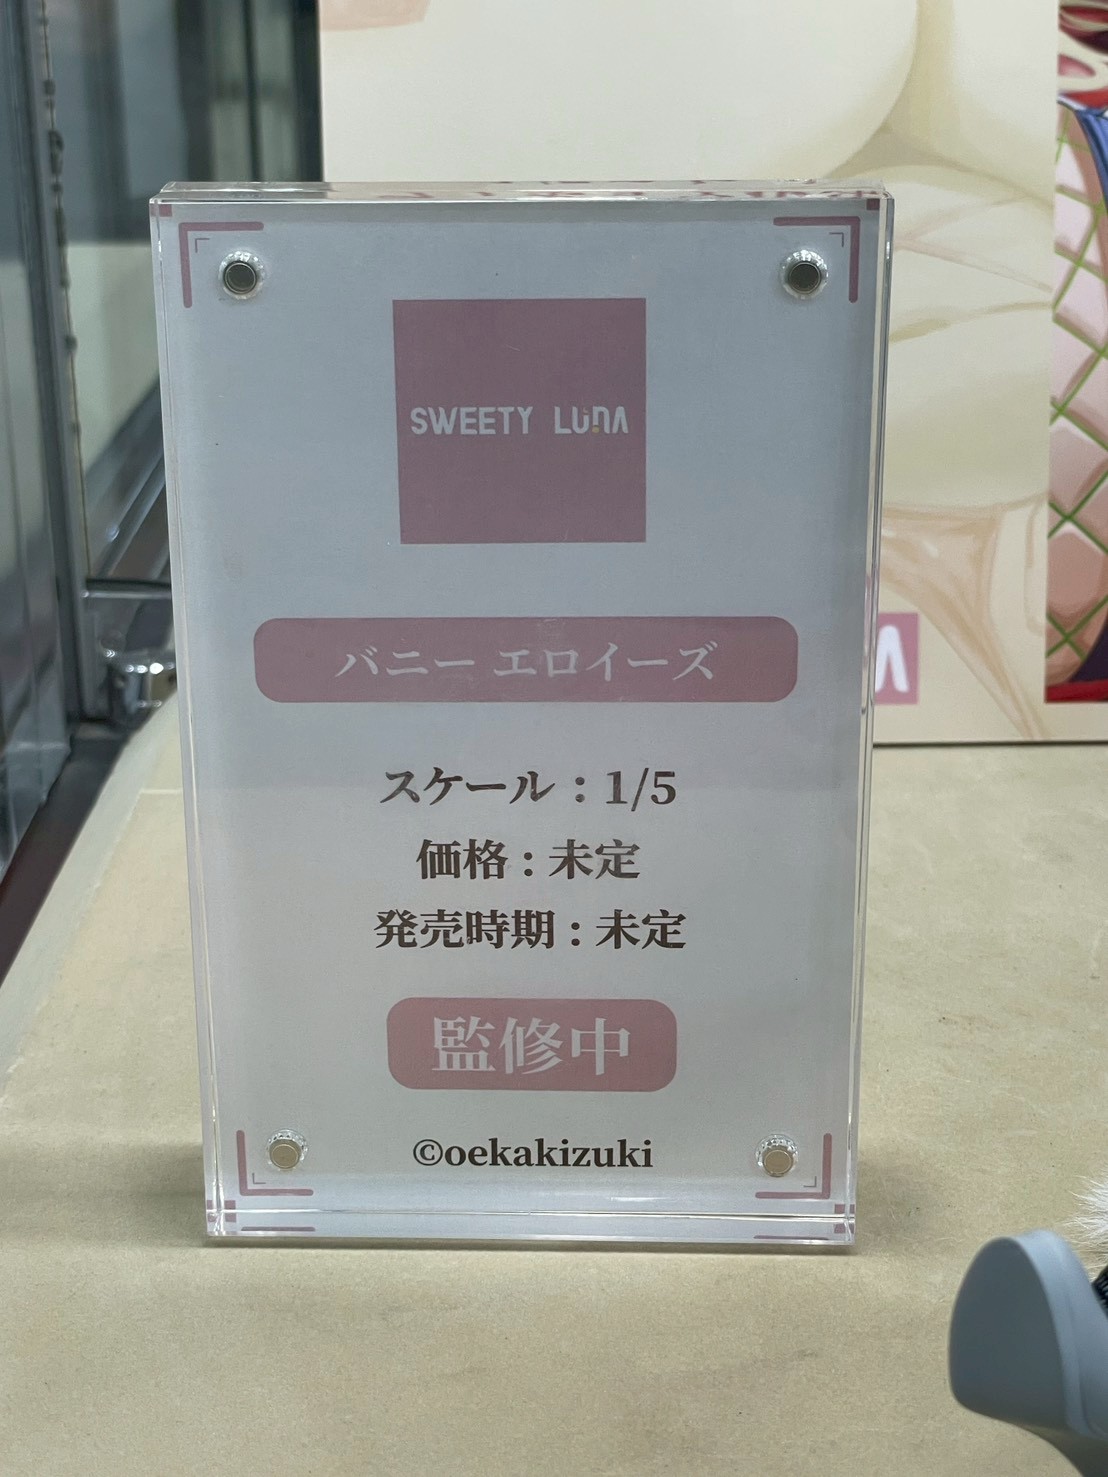 SWEETY LUNA
バニー エロイーズ
スケール：1/5
価格：未定
発売時期：未定
監修中
©oekakizuki